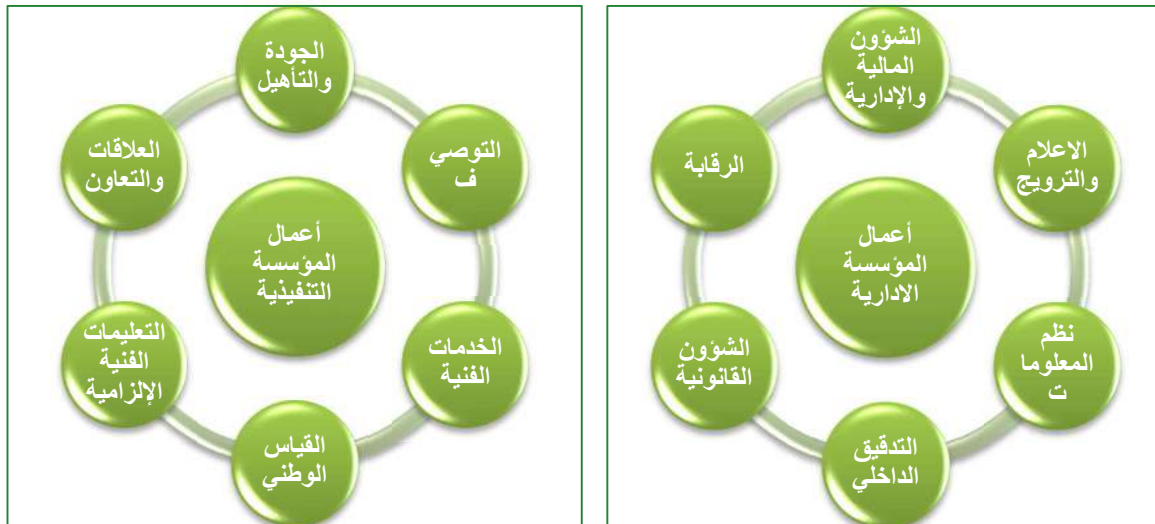 الشؤون
المالية
والإدارية
الاعلام
والترويج
نظم
المعلوما
ت
التدقيق
الداخلي
الشؤون
القانونية
الرقابة
أعمال
المؤسسة
الادارية
الجودة
والتأهيل
التوصي
ف
الخدمات
الفنية
القياس
الوطني
التعليمات
الفنية
الإلزامية
العلاقات
والتعاون
أعمال
المؤسسة
التنفيذية